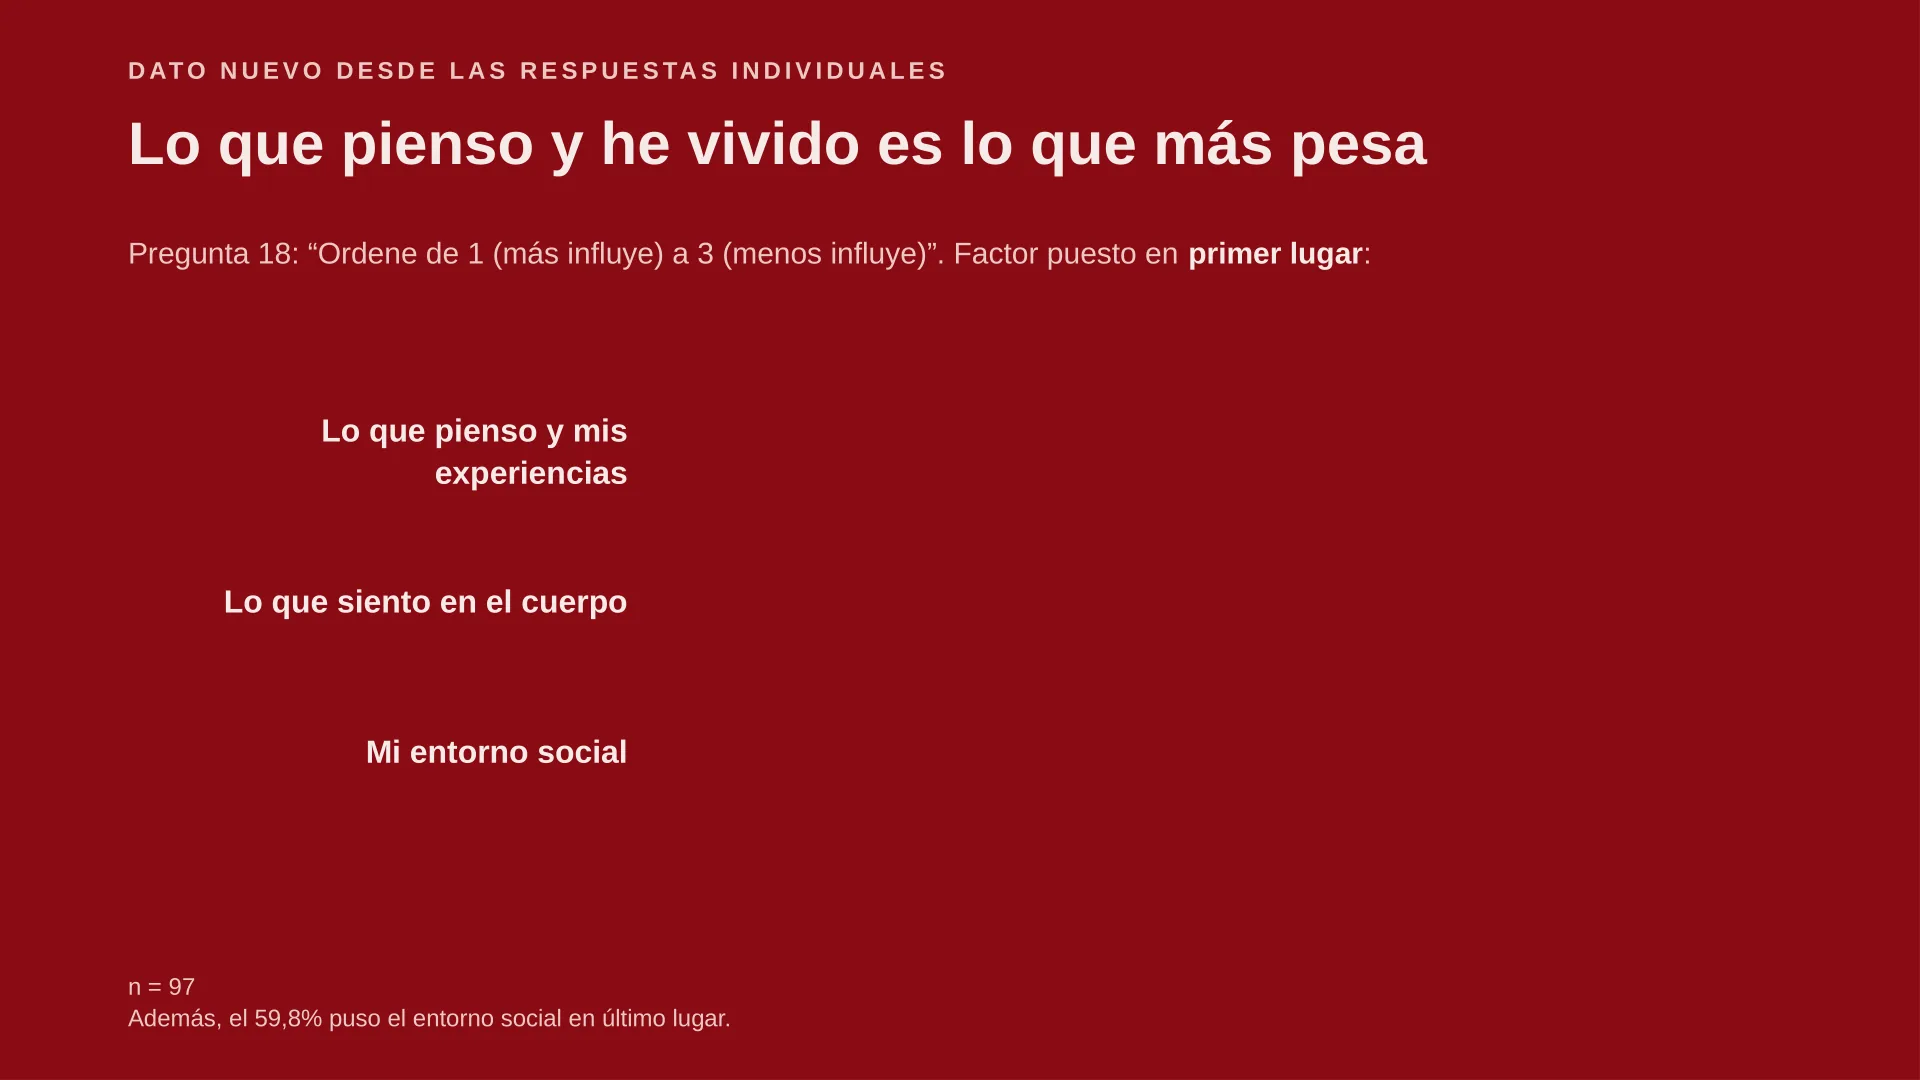 DATO NUEVO DESDE LAS RESPUESTAS INDIVIDUALES
Lo que pienso y he vivido es lo que más pesa
Pregunta 18: “Ordene de 1 (más influye) a 3 (menos influye)”. Factor puesto en primer lugar:
Lo que pienso y mis
experiencias
Lo que siento en el cuerpo
Mi entorno social
n = 97
Además, el 59,8% puso el entorno social en último lugar.